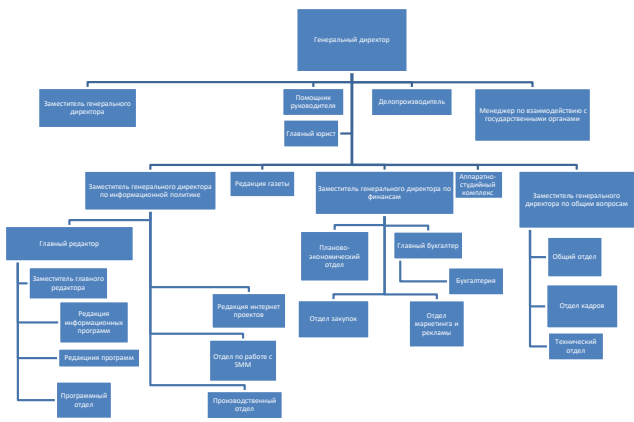 Генеральный директор
Заместитель генерального
директора
Помощник
руководителя
Делопроизводитель
Менеджер по взаимодействию с
государственными органами
Главный юрист
Заместитель генерального директора
по информационной политике
Редакция газеты
Заместитель генерального директора по
финансам
Аппаратно-
студийный
комплекс
Заместитель генерального
директора по общим вопросам
Главный редактор
Заместитель главного
редактора
Редакция
информационных
программ
Редакциия программ
Программный
отдел
Редакция интернет
проектов
Отдел по работе с
SMM
Производственный
отдел
Планово-
экономический
отдел
Главный бухгалтер
Бухгалтерия
Отдел закупок
Отдел
маркетинга и
рекламы
Общий отдел
Отдел кадров
Технический
отдел